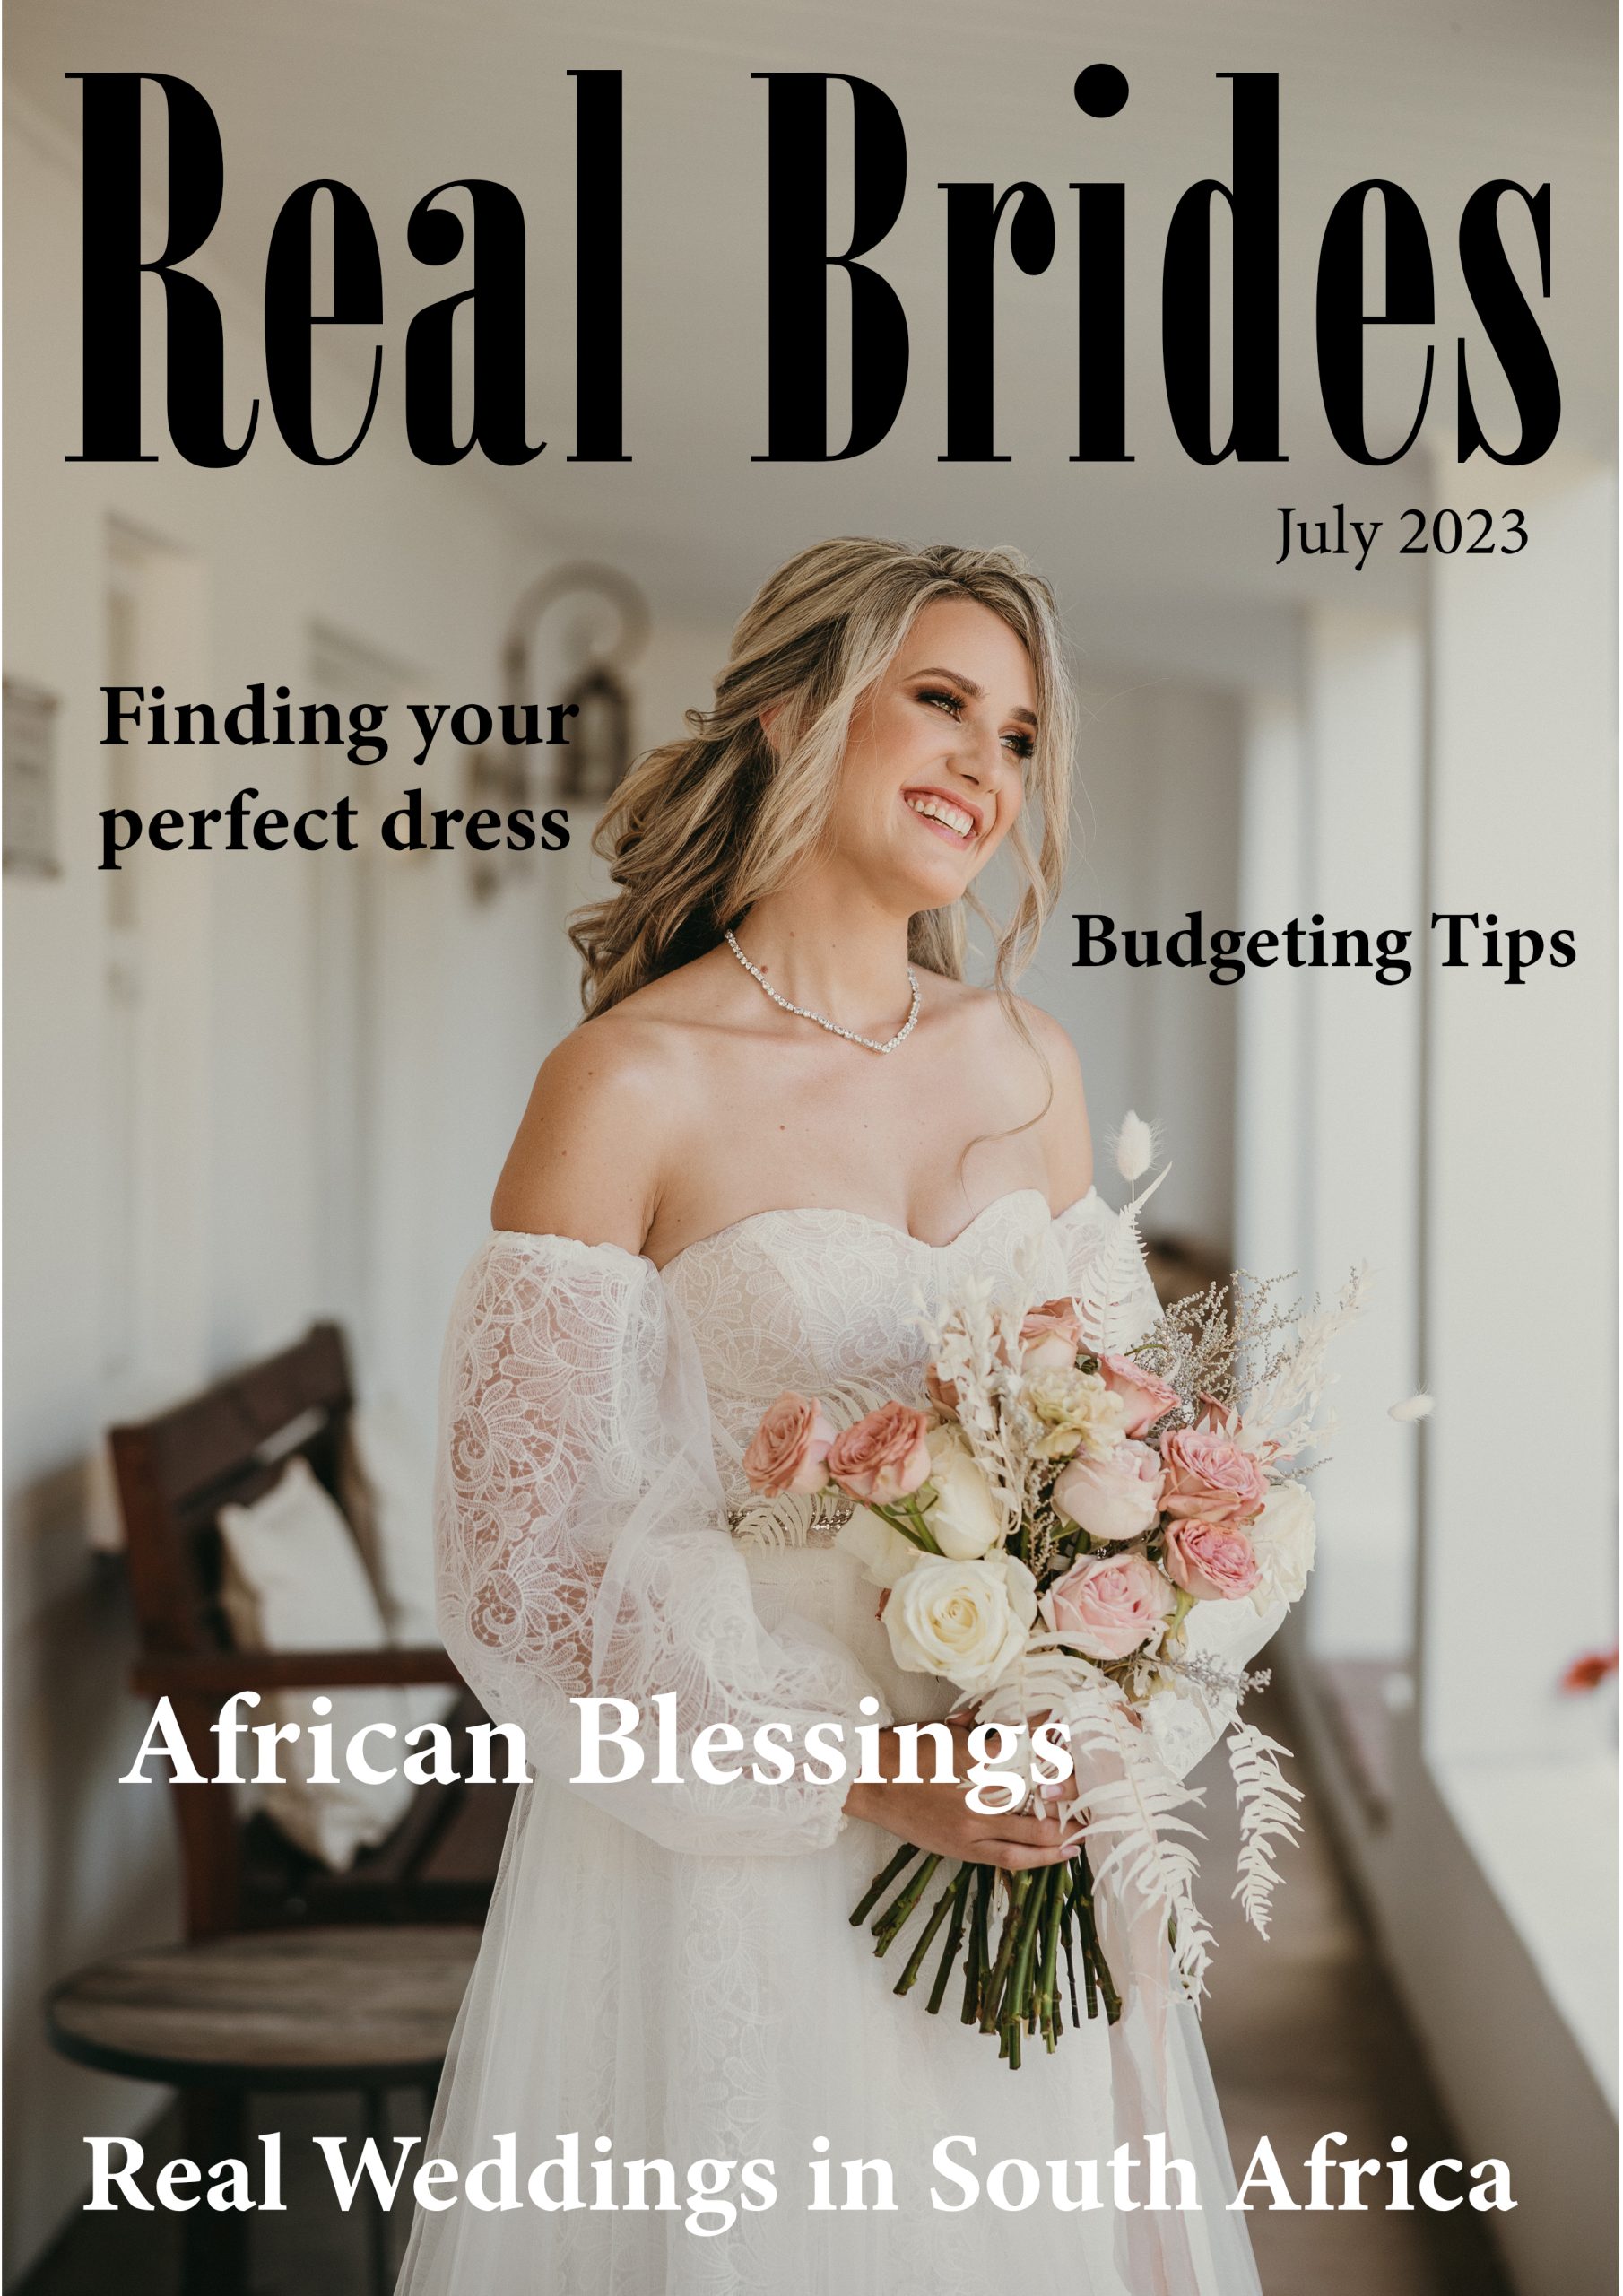 Real Brides
July 2023
Finding your
perfect dress
Budgeting Tips
African Blessings
Real Weddings in South Africa